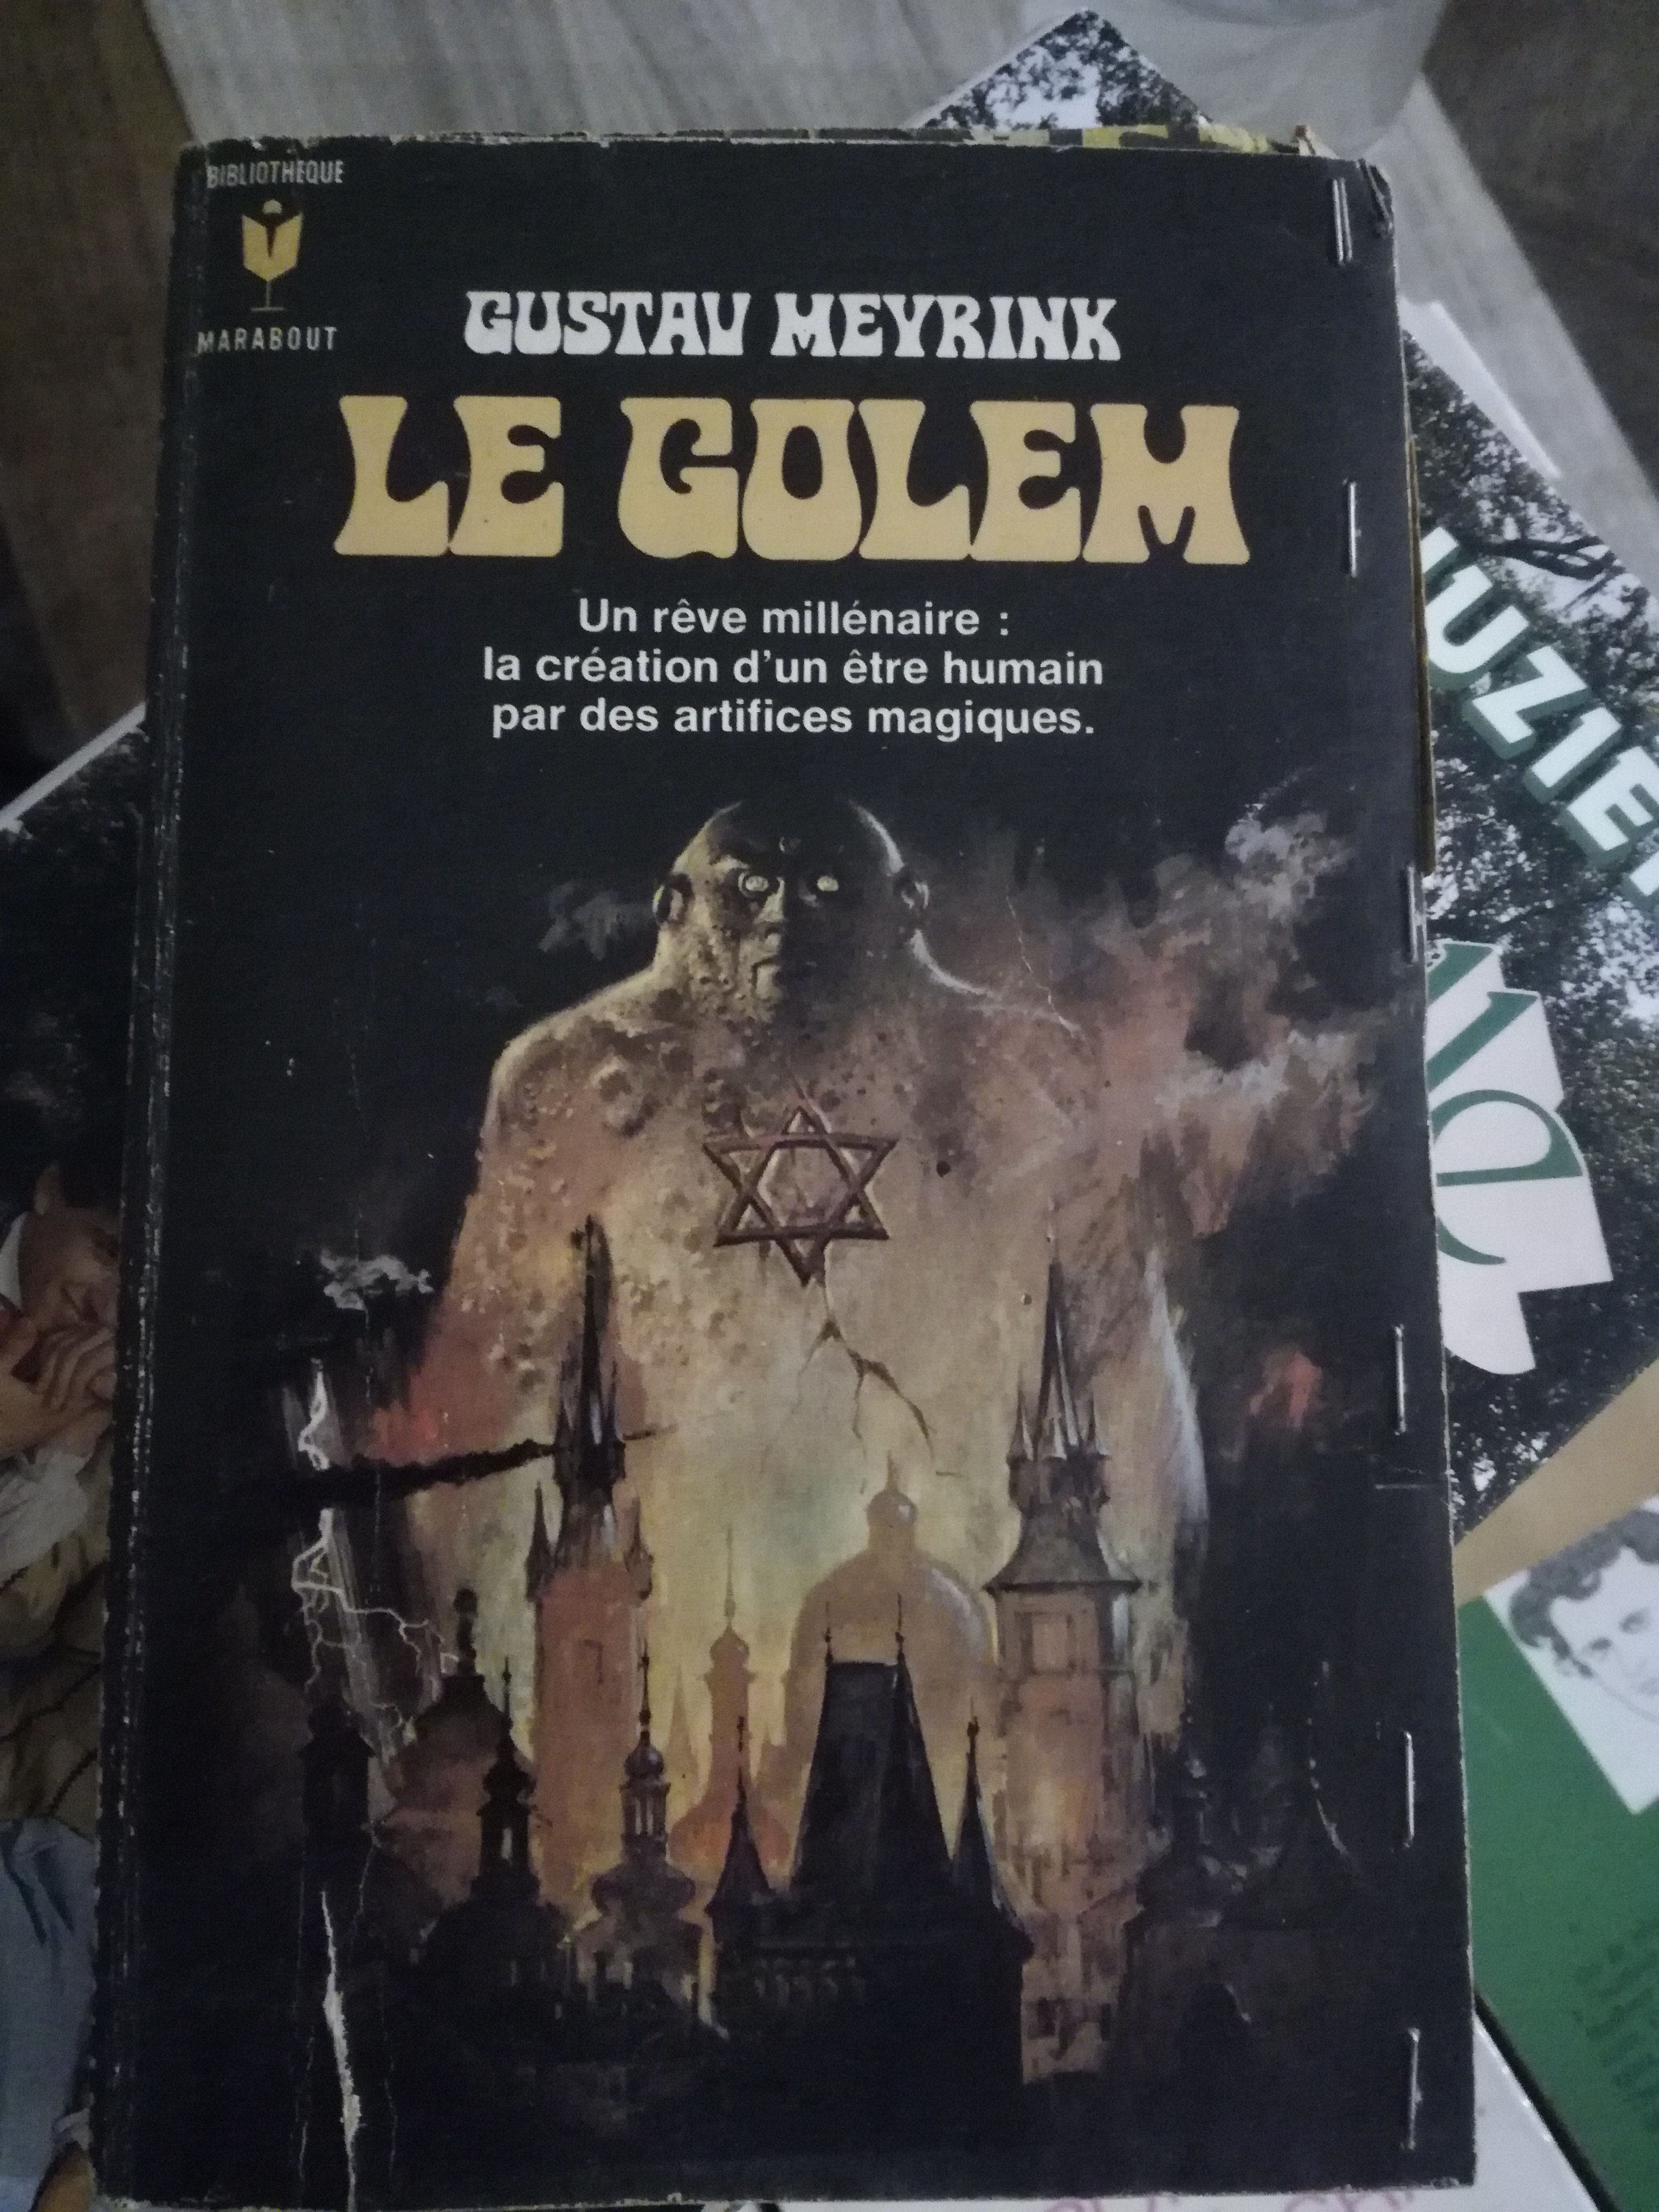 BIBLIOTHEQUE
MARABOUT
GUSTAV MEYRINK
LE GOLEM
Un rêve millénaire :
la création d'un être humain
par des artifices magiques.